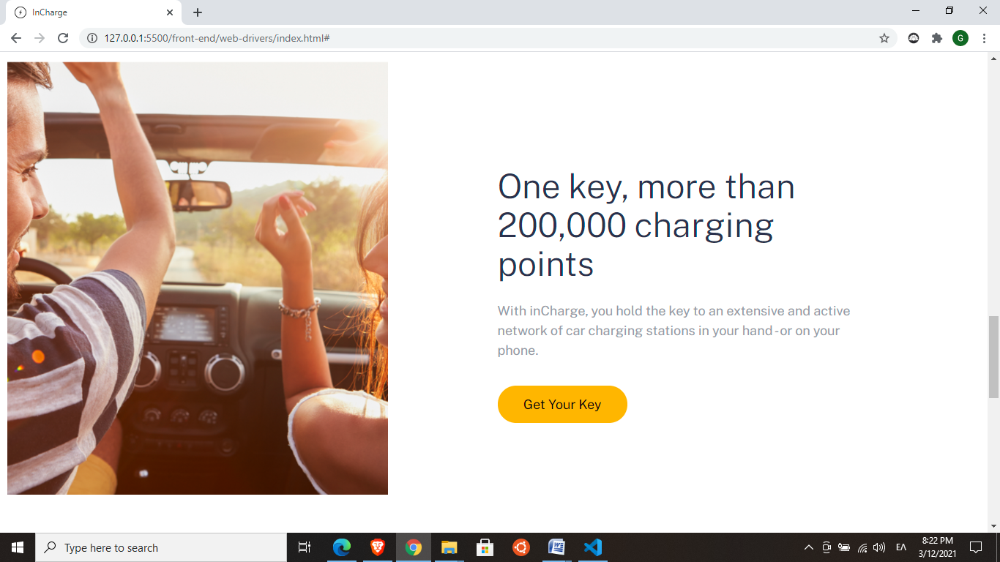 InCharge
127.0.0.1:5500/front-end/web-drivers/index.html#
G
One key, more than
200,000 charging
points
With inCharge, you hold the key to an extensive and active
network of car charging stations in your hand - or on your
phone.
Get Your Key
Type here to search
ΕΛ
8:22 PM
3/12/2021